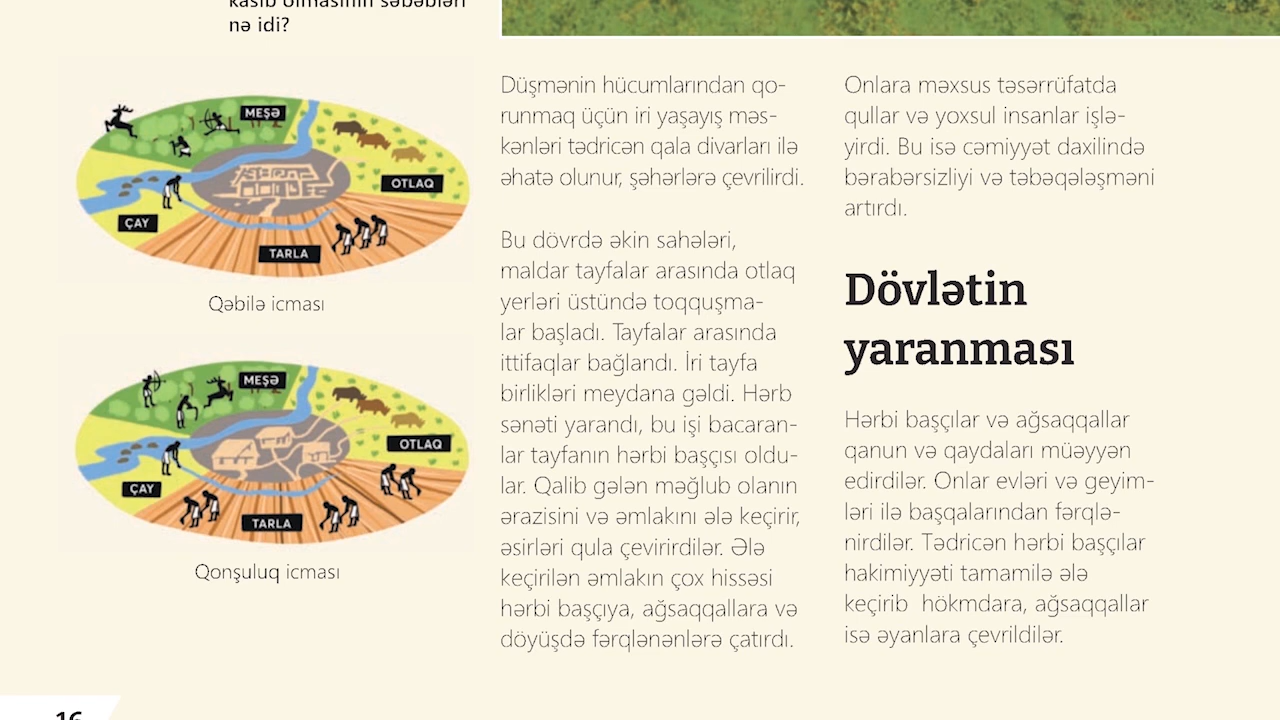 kasıb olmasının səbəbləri
nə idi?
MEŞƏ
OTLAQ
ÇAY
TARLA
Qəbilə icması
MEŞƏ
OTLAQ
ÇAY
TARLA
Qonşuluq icması
Düşmənin hücumlarından qo-
runmaq üçün iri yaşayış məs-
kənləri tədricən qala divarları ilə
əhatə olunur, şəhərlərə çevrilirdi.
Bu dövrdə əkin sahələri,
maldar tayfalar arasında otlaq
yerləri üstündə toqquşma-
lar başladı. Tayfalar arasında
ittifaqlar bağlandı. İri tayfa
birlikləri meydana gəldi. Hərb
sənəti yarandı, bu işi bacaran-
lar tayfanın hərbi başçısı oldu-
lar. Qalib gələn məğlub olanın
ərazisini və əmlakını ələ keçirir,
əsirləri qula çevirirdilər. Ələ
keçirilən əmlakın çox hissəsi
hərbi başçıya, ağsaqqallara və
döyüşdə fərqlənənlərə çatırdı.
Onlara məxsus təsərrüfatda
qullar və yoxsul insanlar işlə-
yirdi. Bu isə cəmiyyət daxilində
bərabərsizliyi və təbəqələşməni
artırdı.
Dövlətin
yaranması
Hərbi başçılar və ağsaqqallar
qanun və qaydaları müəyyən
edirdilər. Onlar evləri və geyim-
ləri ilə başqalarından fərqlə-
nirdilər. Tədricən hərbi başçılar
hakimiyyəti tamamilə ələ
keçirib hökmdara, ağsaqqallar
isə əyanlara çevrildilər.
16